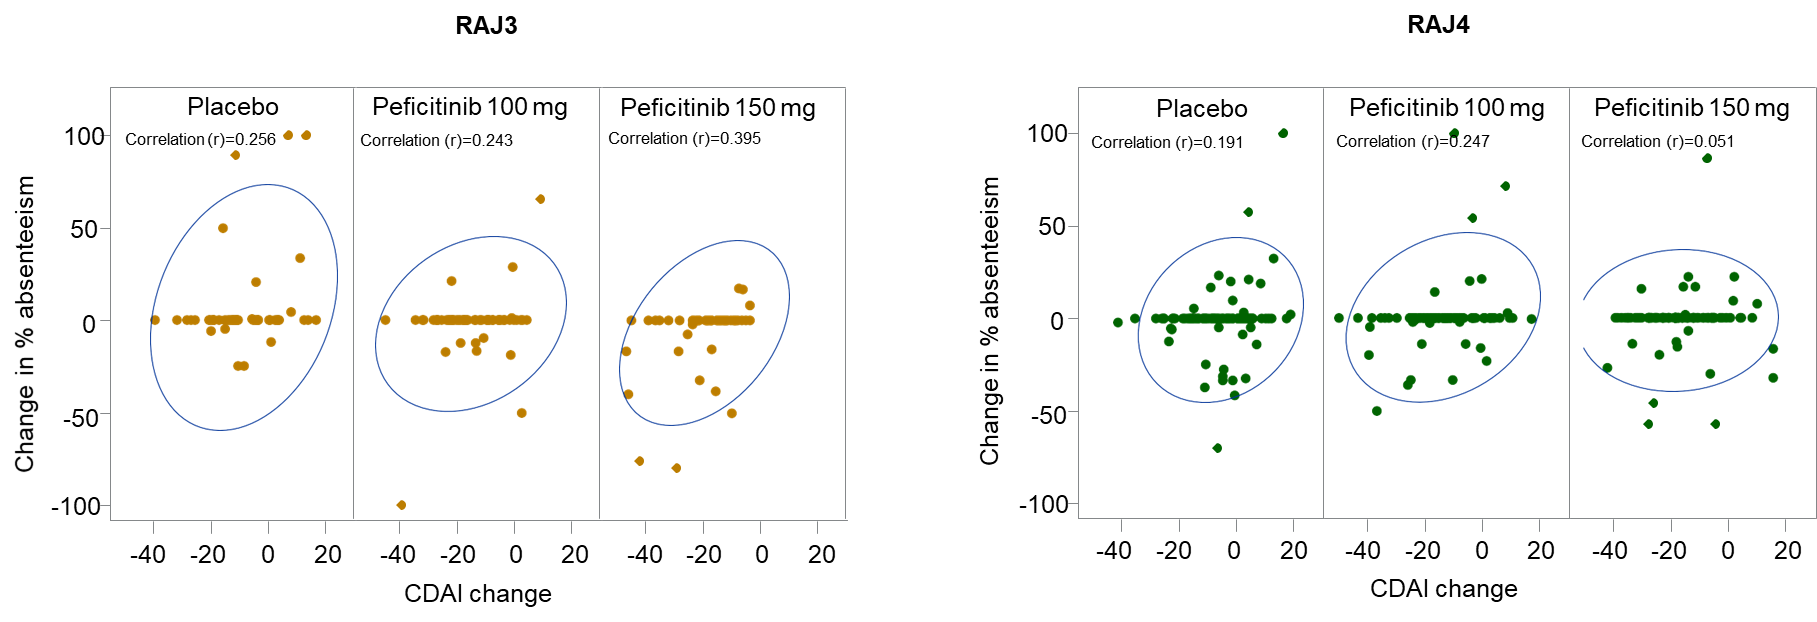 RAJ3
RAJ4
Placebo
Peficitinib 100 mg
Peficitinib 150 mg
Correlation (r)=0.256
Correlation (r)=0.243
Correlation (r)=0.395
Change in % absenteeism
100
50
0
-50
-100
-40 -20 0 20
-40 -20 0 20
-40 -20 0 20
CDAI change
Placebo
Peficitinib 100 mg
Peficitinib 150 mg
Correlation (r)=0.191
Correlation (r)=0.247
Correlation (r)=0.051
Change in % absenteeism
100
50
0
-50
-100
-40 -20 0 20
-40 -20 0 20
-40 -20 0 20
CDAI change